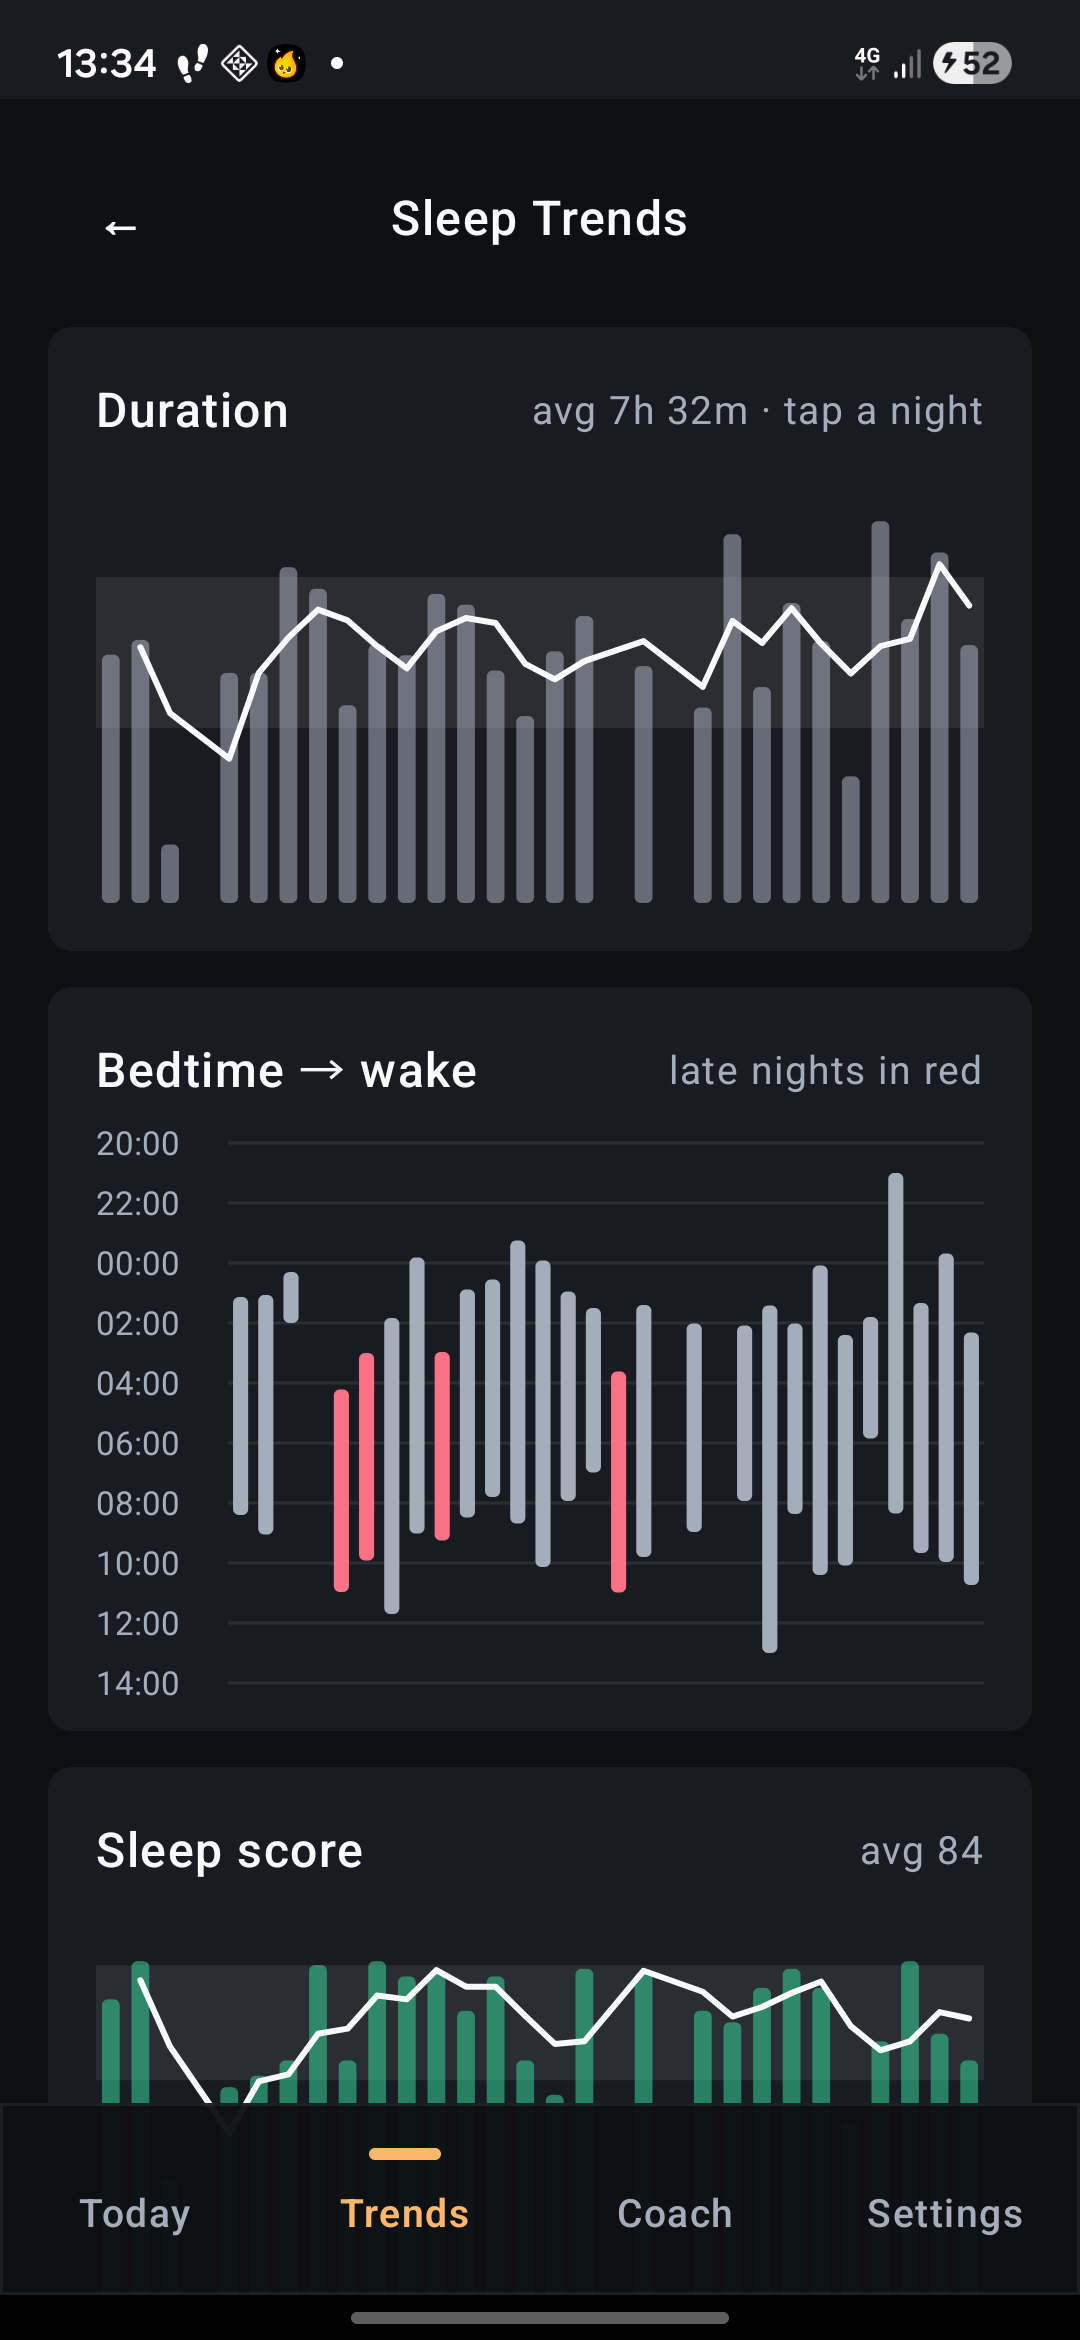 13:34
4G
52
←
Sleep Trends
Duration
avg 7h 32m · tap a night
Bedtime → wake
late nights in red
20:00
22:00
00:00
02:00
04:00
06:00
08:00
10:00
12:00
14:00
Sleep score
avg 84
Today
Trends
Coach
Settings